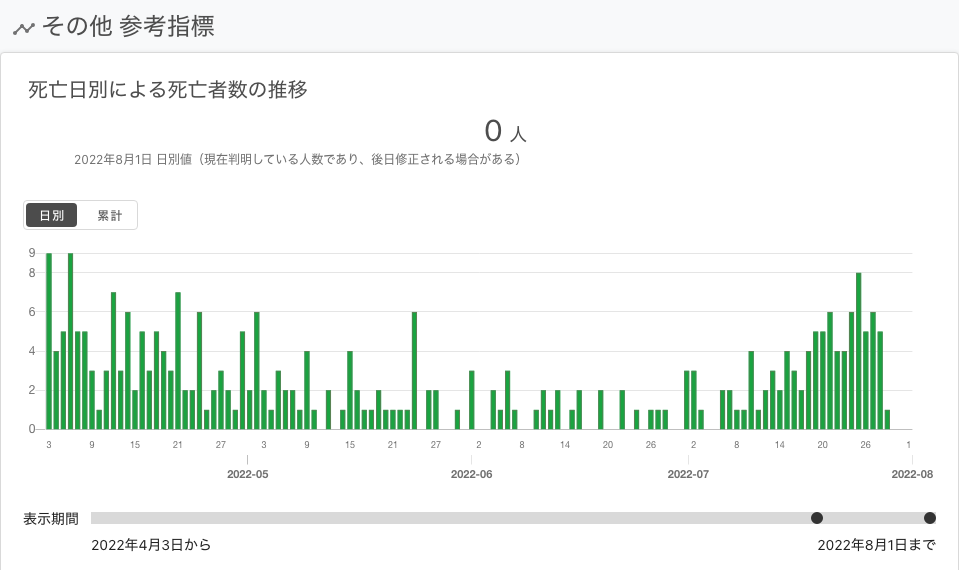 その他 参考指標
死亡日別による死亡者数の推移
0 人
2022年8月1日 日別値（現在判明している人数であり、後日修正される場合がある）
日別 累計
9
8
6
4
2
0
3 9 15 21 27 3 9 15 21 27 2 8 14 20 26 2 8 14 20 26 1
2022-05 2022-06 2022-07 2022-08
表示期間
2022年4月3日から 2022年8月1日まで